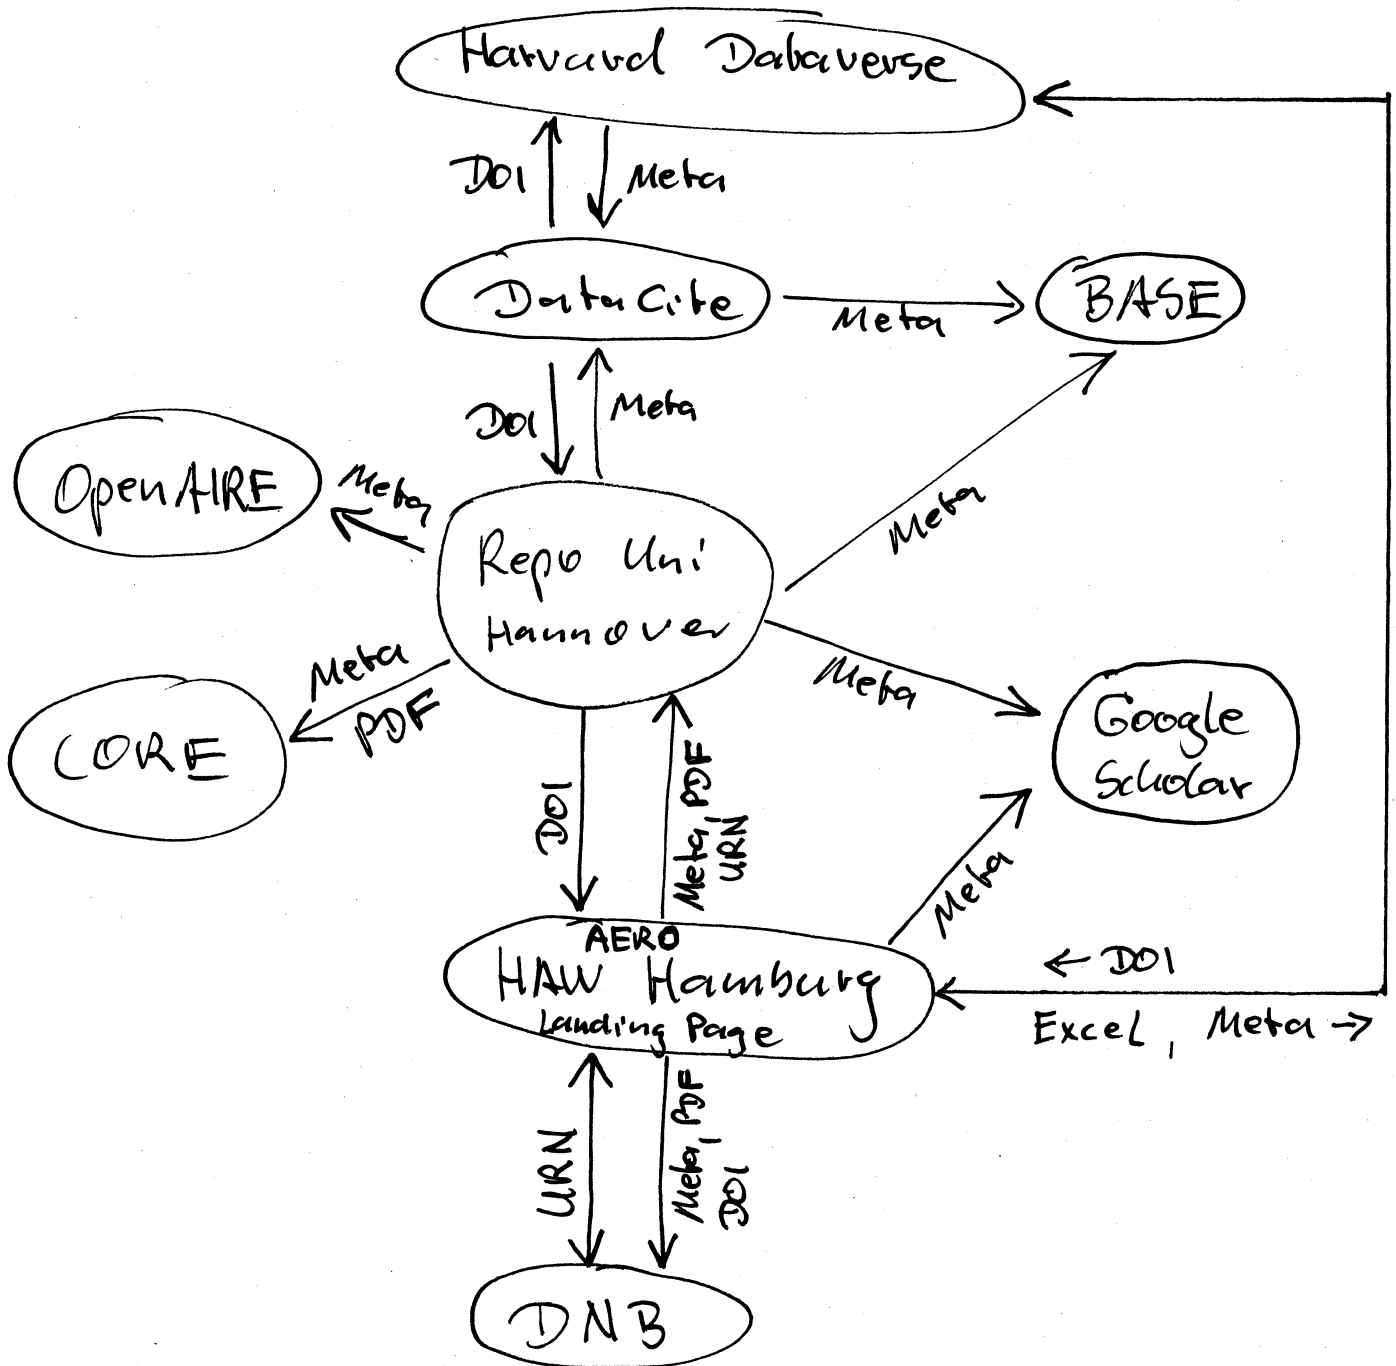 Harvard Dataverse
DOI
Meta
DataCite
Meta
BASE
DOI
Meta
OpenAIRE
Meta
Repo Uni
Hannover
Meta
Meta
PDF
CORE
Meta
Google
Scholar
DOI
Meta, PDF
URN
Meta
AERO
HAW Hamburg
Landing Page
← DOI
Excel, Meta →
URN
Meta, PDF
DOI
DNB